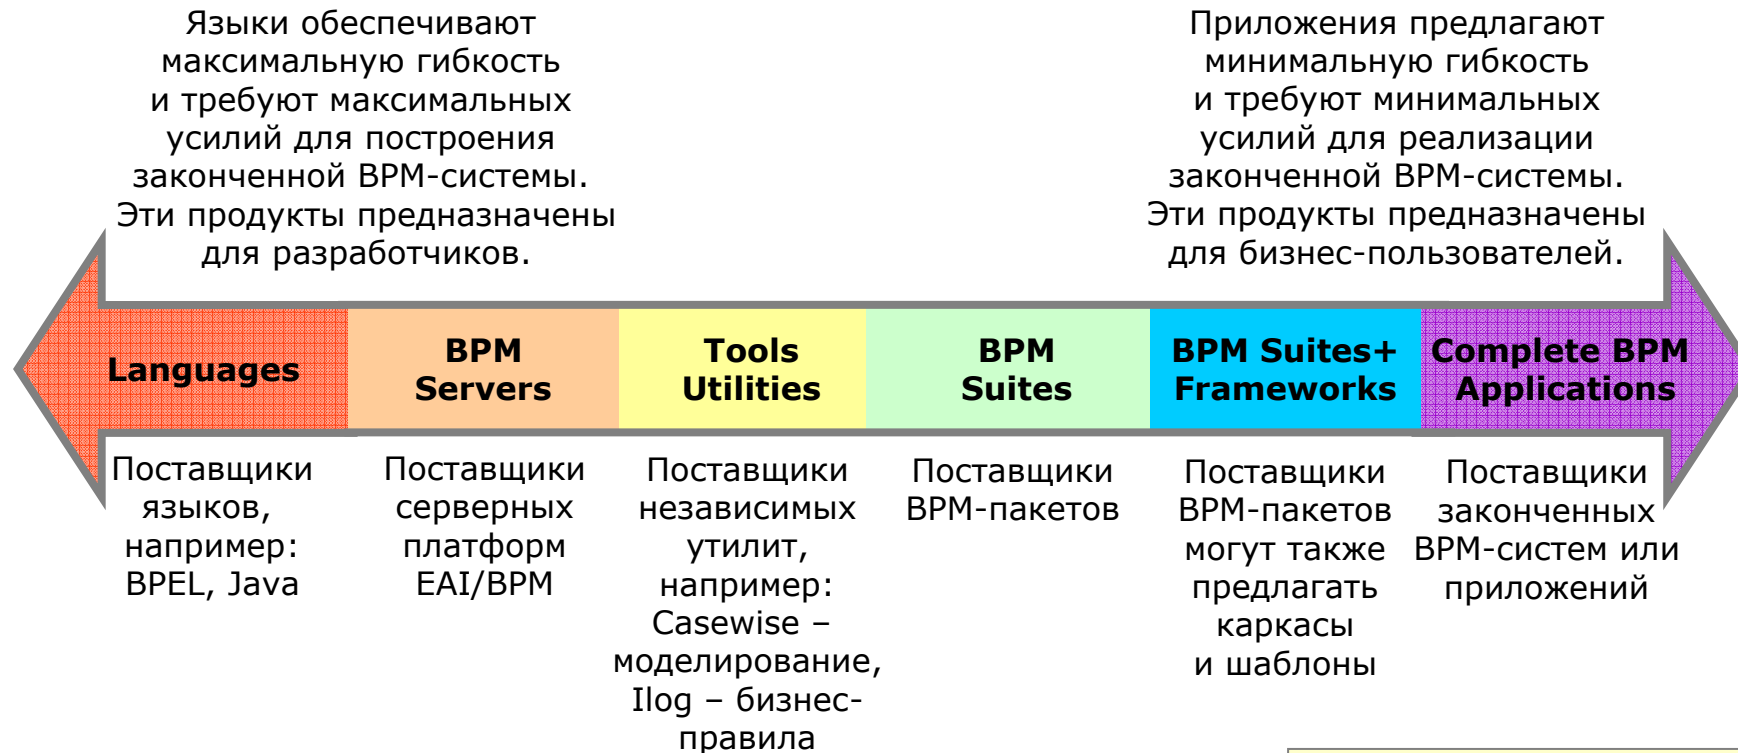 Языки обеспечивают
максимальную гибкость
и требуют максимальных
усилий для построения
законченной BPM-системы.
Эти продукты предназначены
для разработчиков.
Приложения предлагают
минимальную гибкость
и требуют минимальных
усилий для реализации
законченной BPM-системы.
Эти продукты предназначены
для бизнес-пользователей.
Languages
BPM
Servers
Tools
Utilities
BPM
Suites
BPM Suites+
Frameworks
Complete BPM
Applications
Поставщики
языков,
например:
BPEL, Java
Поставщики
серверных
платформ
EAI/BPM
Поставщики
независимых
утилит,
например:
Casewise –
моделирование,
Ilog – бизнес-
правила
Поставщики
BPM-пакетов
Поставщики
BPM-пакетов
могут также
предлагать
каркасы
и шаблоны
Поставщики
законченных
BPM-систем или
приложений